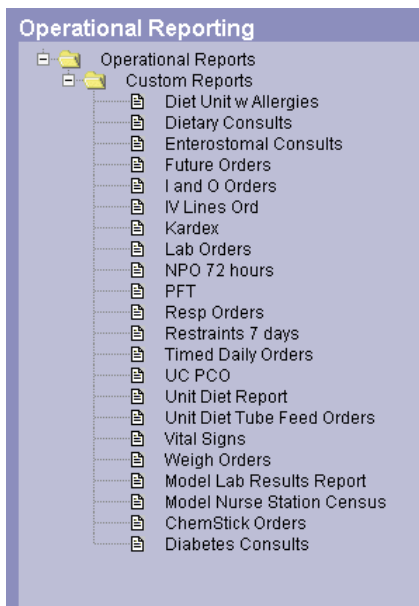 Operational Reporting
Operational Reports
Custom Reports
Diet Unit w Allergies
Dietary Consults
Enterostomal Consults
Future Orders
I and O Orders
IV Lines Ord
Kardex
Lab Orders
NPO 72 hours
PFT
Resp Orders
Restraints 7 days
Timed Daily Orders
UC PCO
Unit Diet Report
Unit Diet Tube Feed Orders
Vital Signs
Weigh Orders
Model Lab Results Report
Model Nurse Station Census
ChemStick Orders
Diabetes Consults